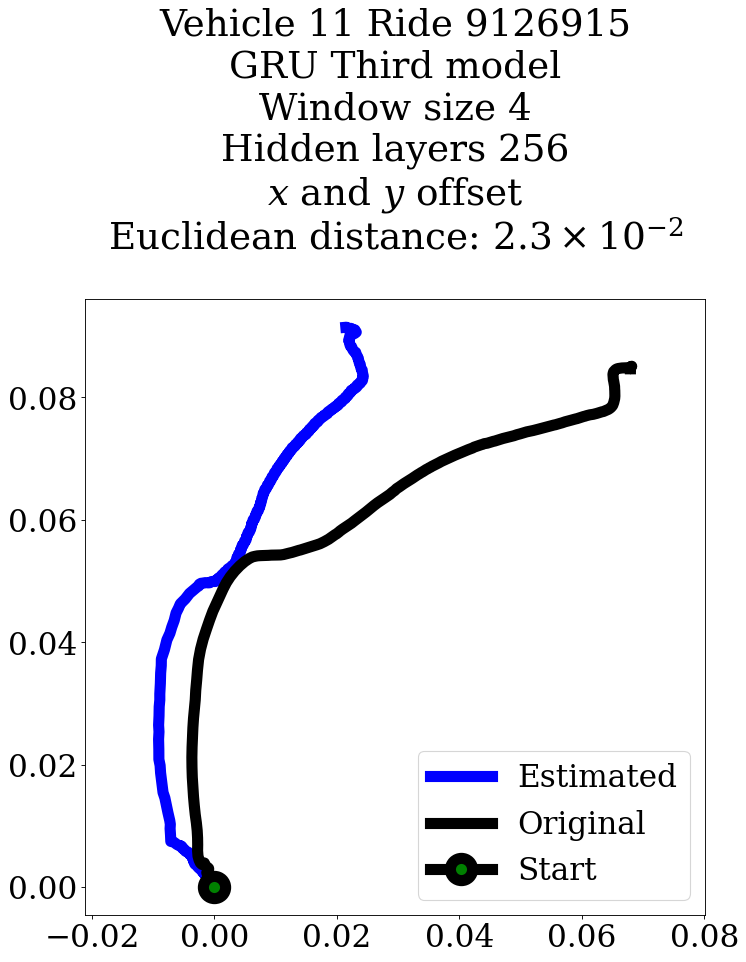 Vehicle 11 Ride 9126915
GRU Third model
Window size 4
Hidden layers 256
x and y offset
Euclidean distance: 2.3 × 10⁻²
0.08
0.06
0.04
0.02
0.00
Estimated
Original
Start
−0.02 0.00 0.02 0.04 0.06 0.08